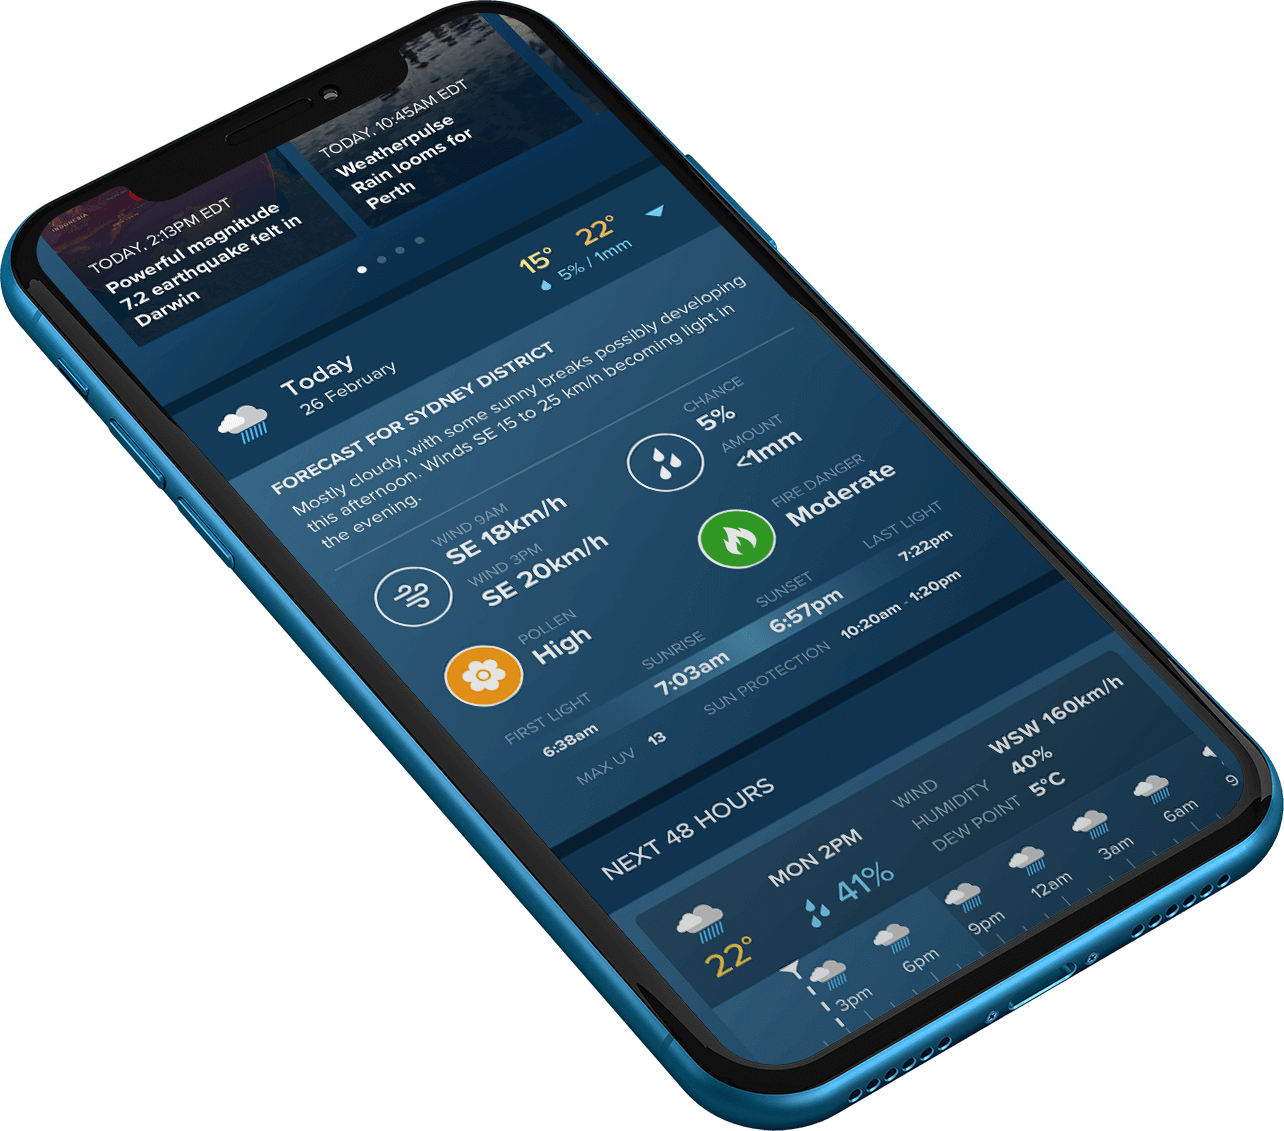 INDONESIA
TODAY, 2:13PM EDT
Powerful magnitude
7.2 earthquake felt in
Darwin
TODAY, 10:45AM EDT
Weatherpulse
Rain looms for
Perth
Today
26 February
15° 22°
5% / 1mm
FORECAST FOR SYDNEY DISTRICT
Mostly cloudy, with some sunny breaks possibly developing
this afternoon. Winds SE 15 to 25 km/h becoming light in
the evening.
WIND 9AM
SE 18km/h
WIND 3PM
SE 20km/h
CHANCE
5%
AMOUNT
<1mm
POLLEN
High
FIRE DANGER
Moderate
FIRST LIGHT
6:38am
SUNRISE
7:03am
SUNSET
6:57pm
LAST LIGHT
7:22pm
MAX UV 13
SUN PROTECTION 10:20am - 1:20pm
NEXT 48 HOURS
22°
MON 2PM
41%
WIND WSW 160km/h
HUMIDITY 40%
DEW POINT 5°C
3pm 6pm 9pm 12am 3am 6am 9